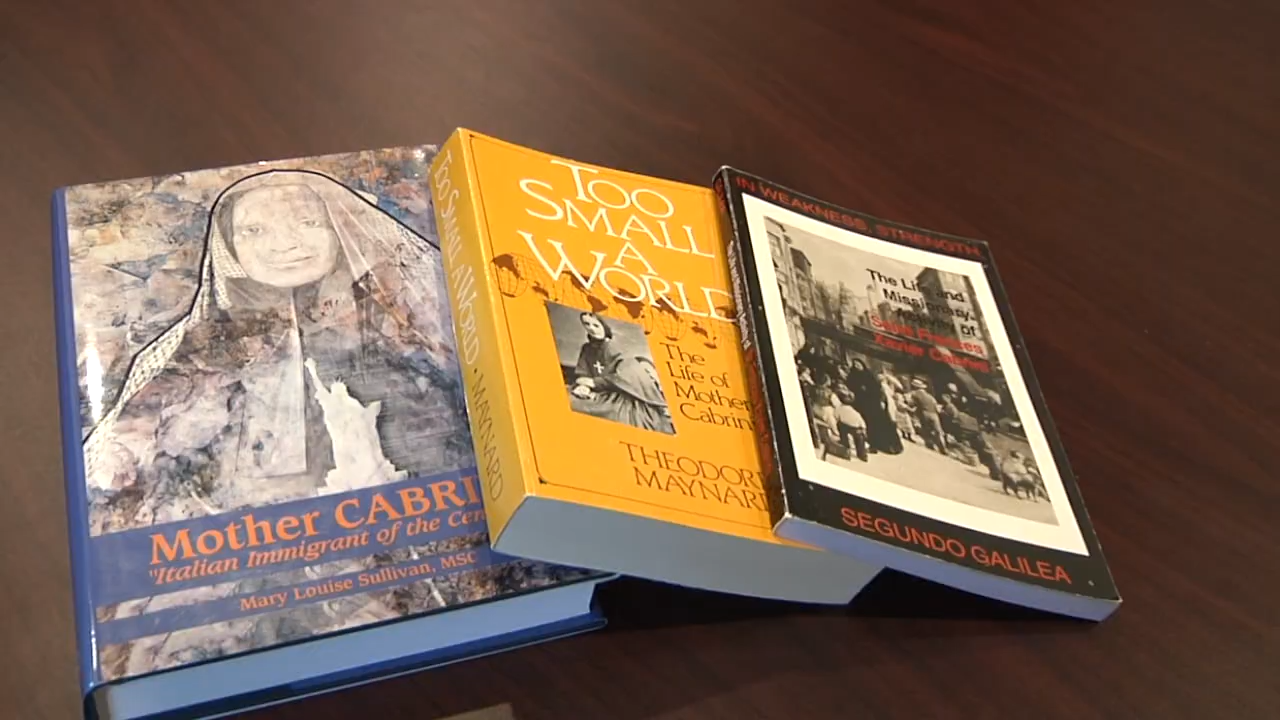 Mother CABRI
"Italian Immigrant of the Cen
Mary Louise Sullivan, MSC
TOO SMALL A WORLD • MAYNARD
TOO
SMALL
A
WORLD
The
Life of
Mother
Cabrin
THEODOR
MAYNARD
IN WEAKNESS, STRENGTH
The Life and
Missionary
of
Saint Frances
Xavier Cabrini
SEGUNDO GALILEA